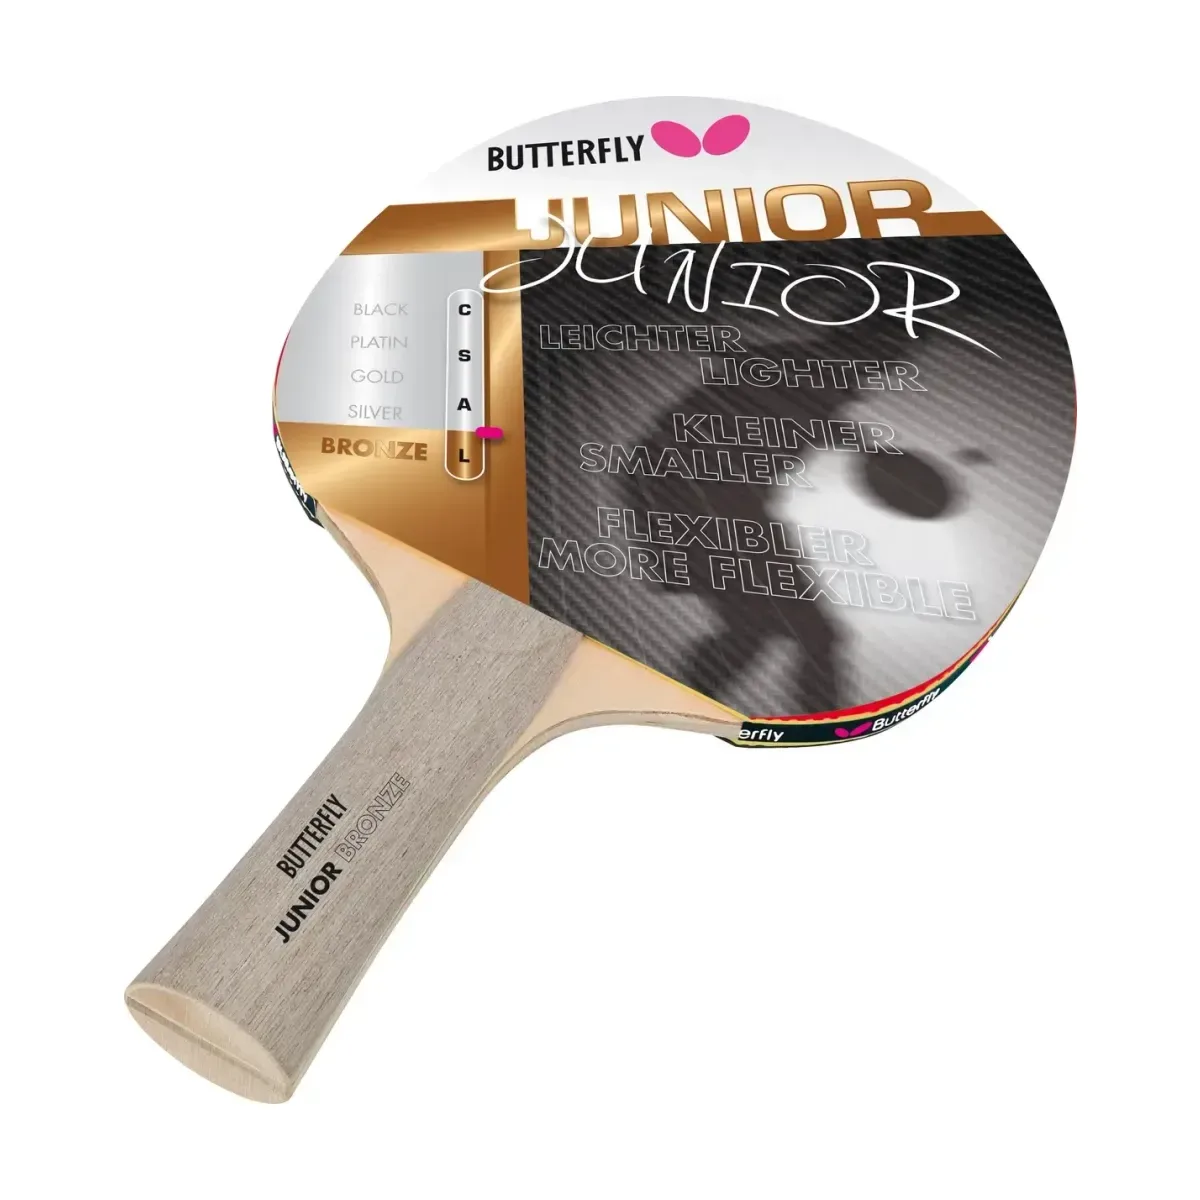 BUTTERFLY
JUNIOR
JUNIOR
BLACK
PLATIN
GOLD
SILVER
BRONZE
C
S
A
L
LEICHTER
LIGHTER
KLEINER
SMALLER
FLEXIBLER
MORE FLEXIBLE
erfly
Butterfly
BUTTERFLY
JUNIOR BRONZE